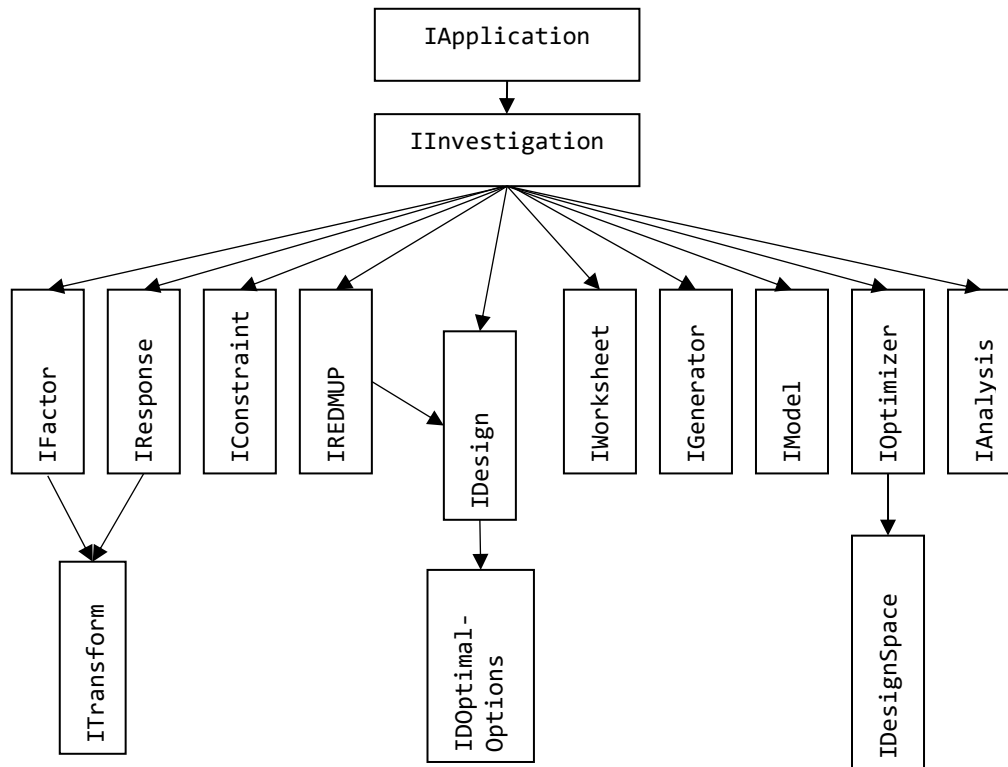 IApplication
IInvestigation
IFactor
IResponse
IConstraint
IREDMUP
IDesign
IWorksheet
IGenerator
IModel
IOptimizer
IAnalysis
ITransform
IDOptimal-
Options
IDesignSpace